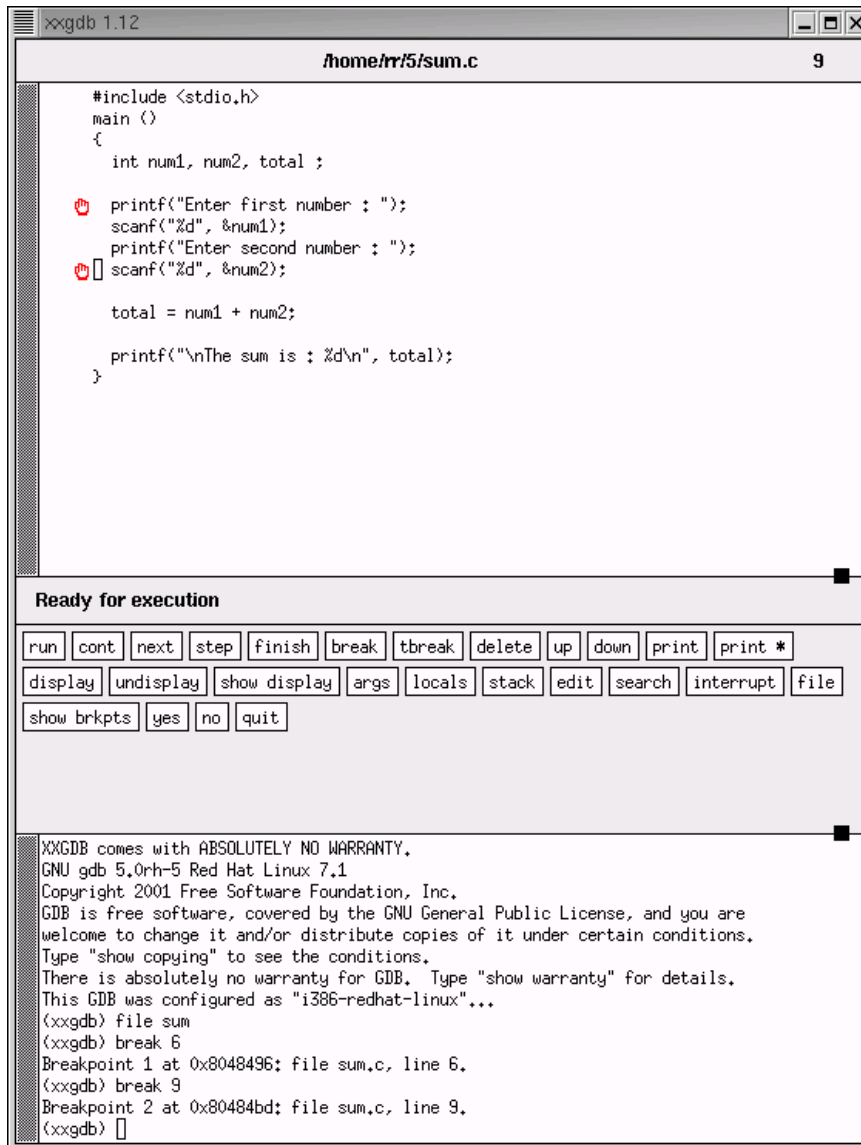 xxgdb 1.12
/home/rr/5/sum.c 9
#include <stdio.h>
main ()
{
int num1, num2, total ;
printf("Enter first number : ");
scanf("%d", &num1);
printf("Enter second number : ");
scanf("%d", &num2);
total = num1 + num2;
printf("\nThe sum is : %d\n", total);
}
Ready for execution
run cont next step finish break tbreak delete up down print print *
display undisplay show display args locals stack edit search interrupt file
show brkpts yes no quit
XXGDB comes with ABSOLUTELY NO WARRANTY.
GNU gdb 5.0rh-5 Red Hat Linux 7.1
Copyright 2001 Free Software Foundation, Inc.
GDB is free software, covered by the GNU General Public License, and you are
welcome to change it and/or distribute copies of it under certain conditions.
Type "show copying" to see the conditions.
There is absolutely no warranty for GDB.  Type "show warranty" for details.
This GDB was configured as "i386-redhat-linux"...
(xxgdb) file sum
(xxgdb) break 6
Breakpoint 1 at 0x8048496: file sum.c, line 6.
(xxgdb) break 9
Breakpoint 2 at 0x80484bd: file sum.c, line 9.
(xxgdb)